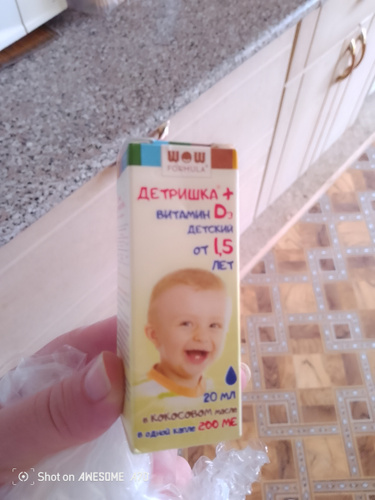 WOW
FORMULA®
ДЕТРИШКА +
ВИТАМИН D₃
ДЕТСКИЙ
ОТ 1,5
ЛЕТ
20 МЛ
в КОКОСОВОМ масле
в одной капле 200 МЕ
Shot on AWESOME A70